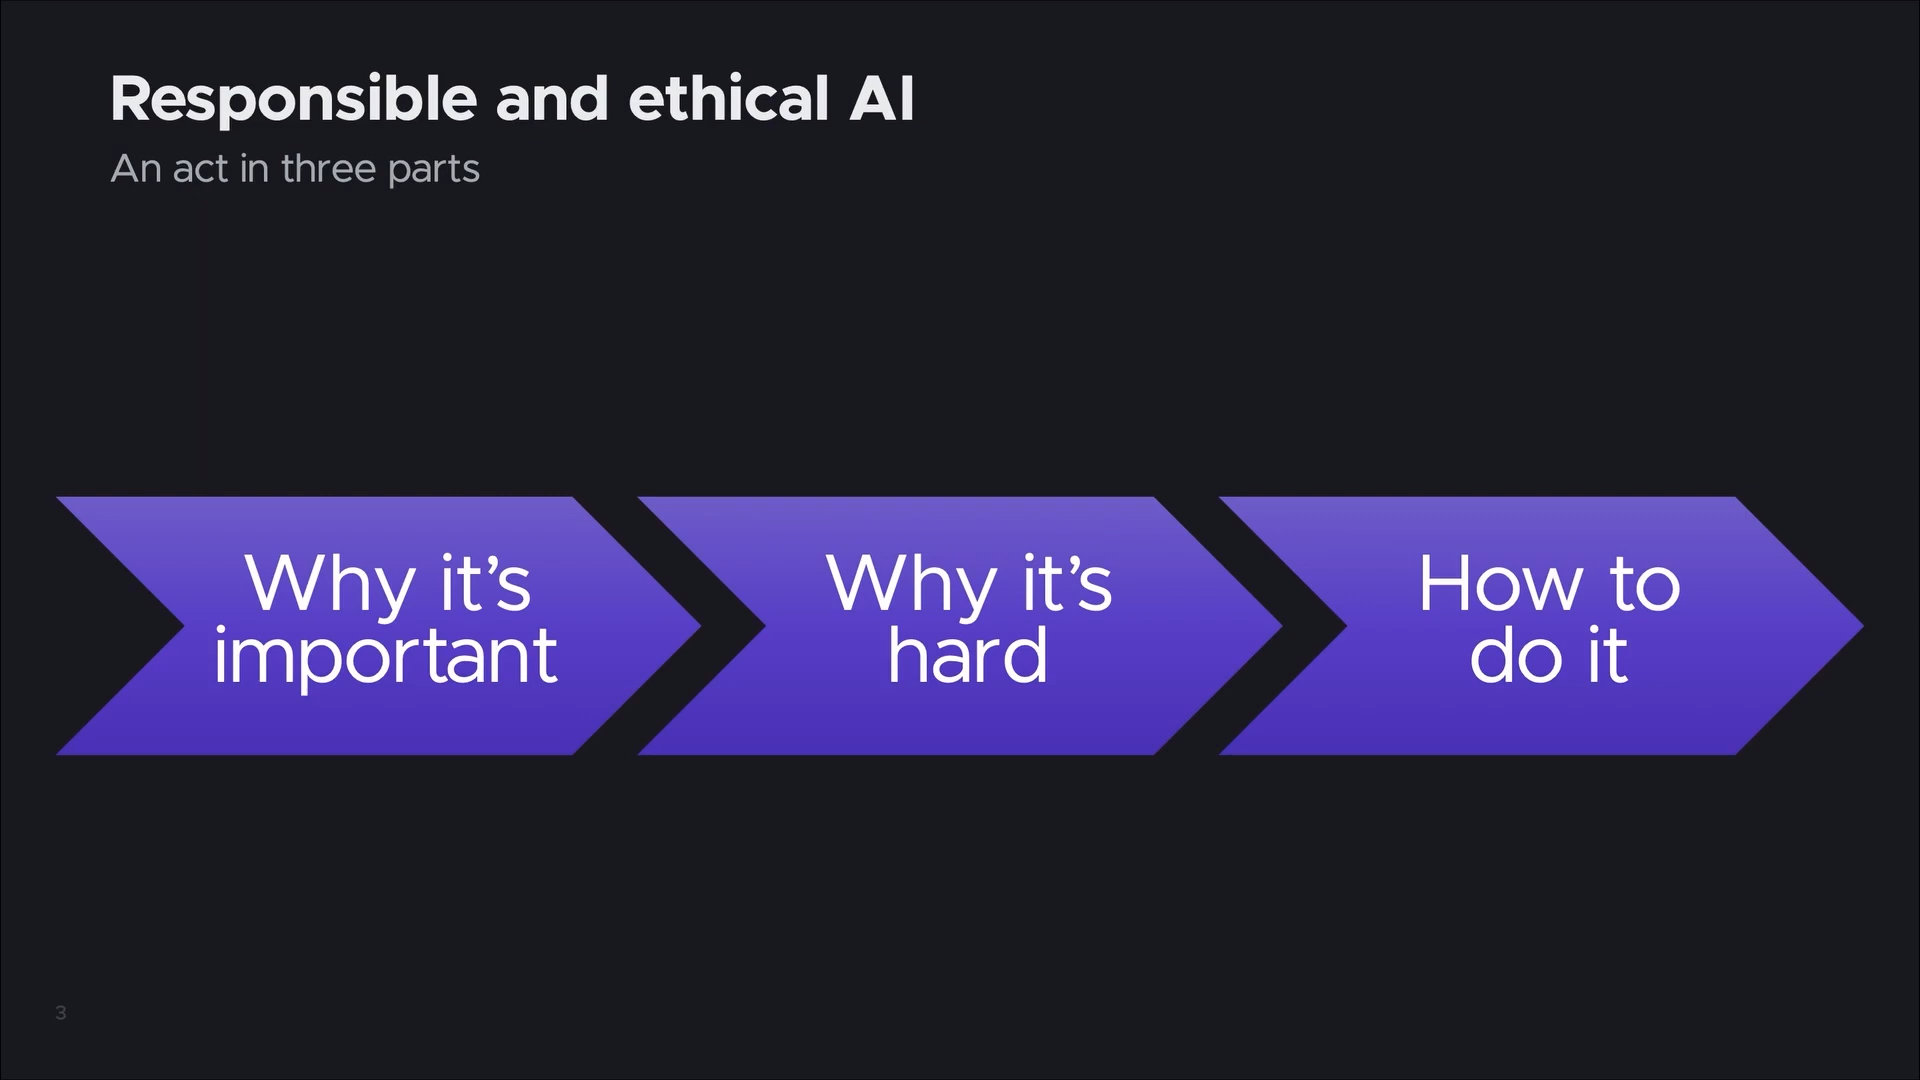 Responsible and ethical AI
An act in three parts
Why it’s
important
Why it’s
hard
How to
do it
3